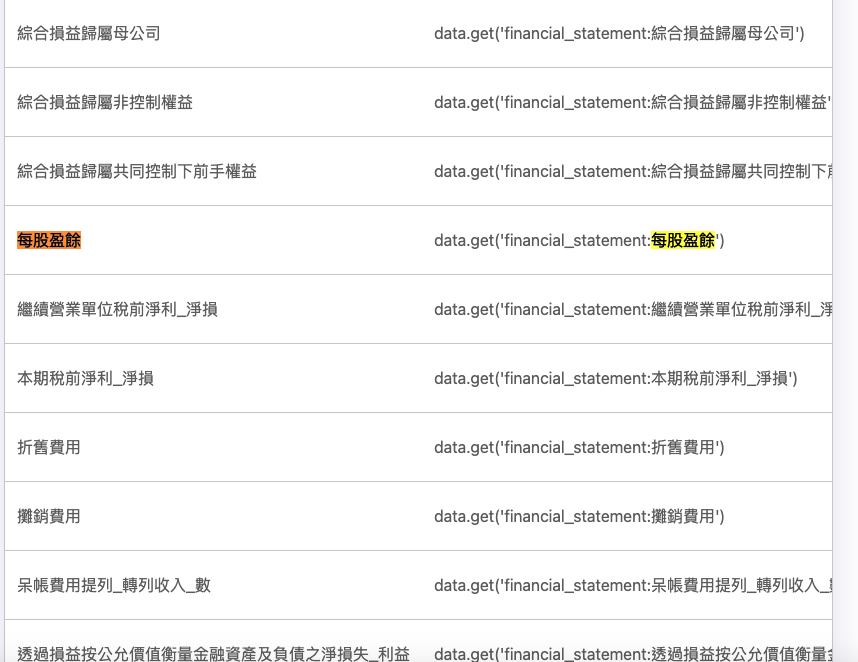 綜合損益歸屬母公司 data.get('financial_statement:綜合損益歸屬母公司')
綜合損益歸屬非控制權益 data.get('financial_statement:綜合損益歸屬非控制權益'
綜合損益歸屬共同控制下前手權益 data.get('financial_statement:綜合損益歸屬共同控制下
每股盈餘 data.get('financial_statement:每股盈餘')
繼續營業單位稅前淨利_淨損 data.get('financial_statement:繼續營業單位稅前淨利_淨
本期稅前淨利_淨損 data.get('financial_statement:本期稅前淨利_淨損')
折舊費用 data.get('financial_statement:折舊費用')
攤銷費用 data.get('financial_statement:攤銷費用')
呆帳費用提列_轉列收入_數 data.get('financial_statement:呆帳費用提列_轉列收入_
透過損益按公允價值衡量金融資產及負債之淨損失_利益 data.get('financial_statement:透過損益按公允價值衡量